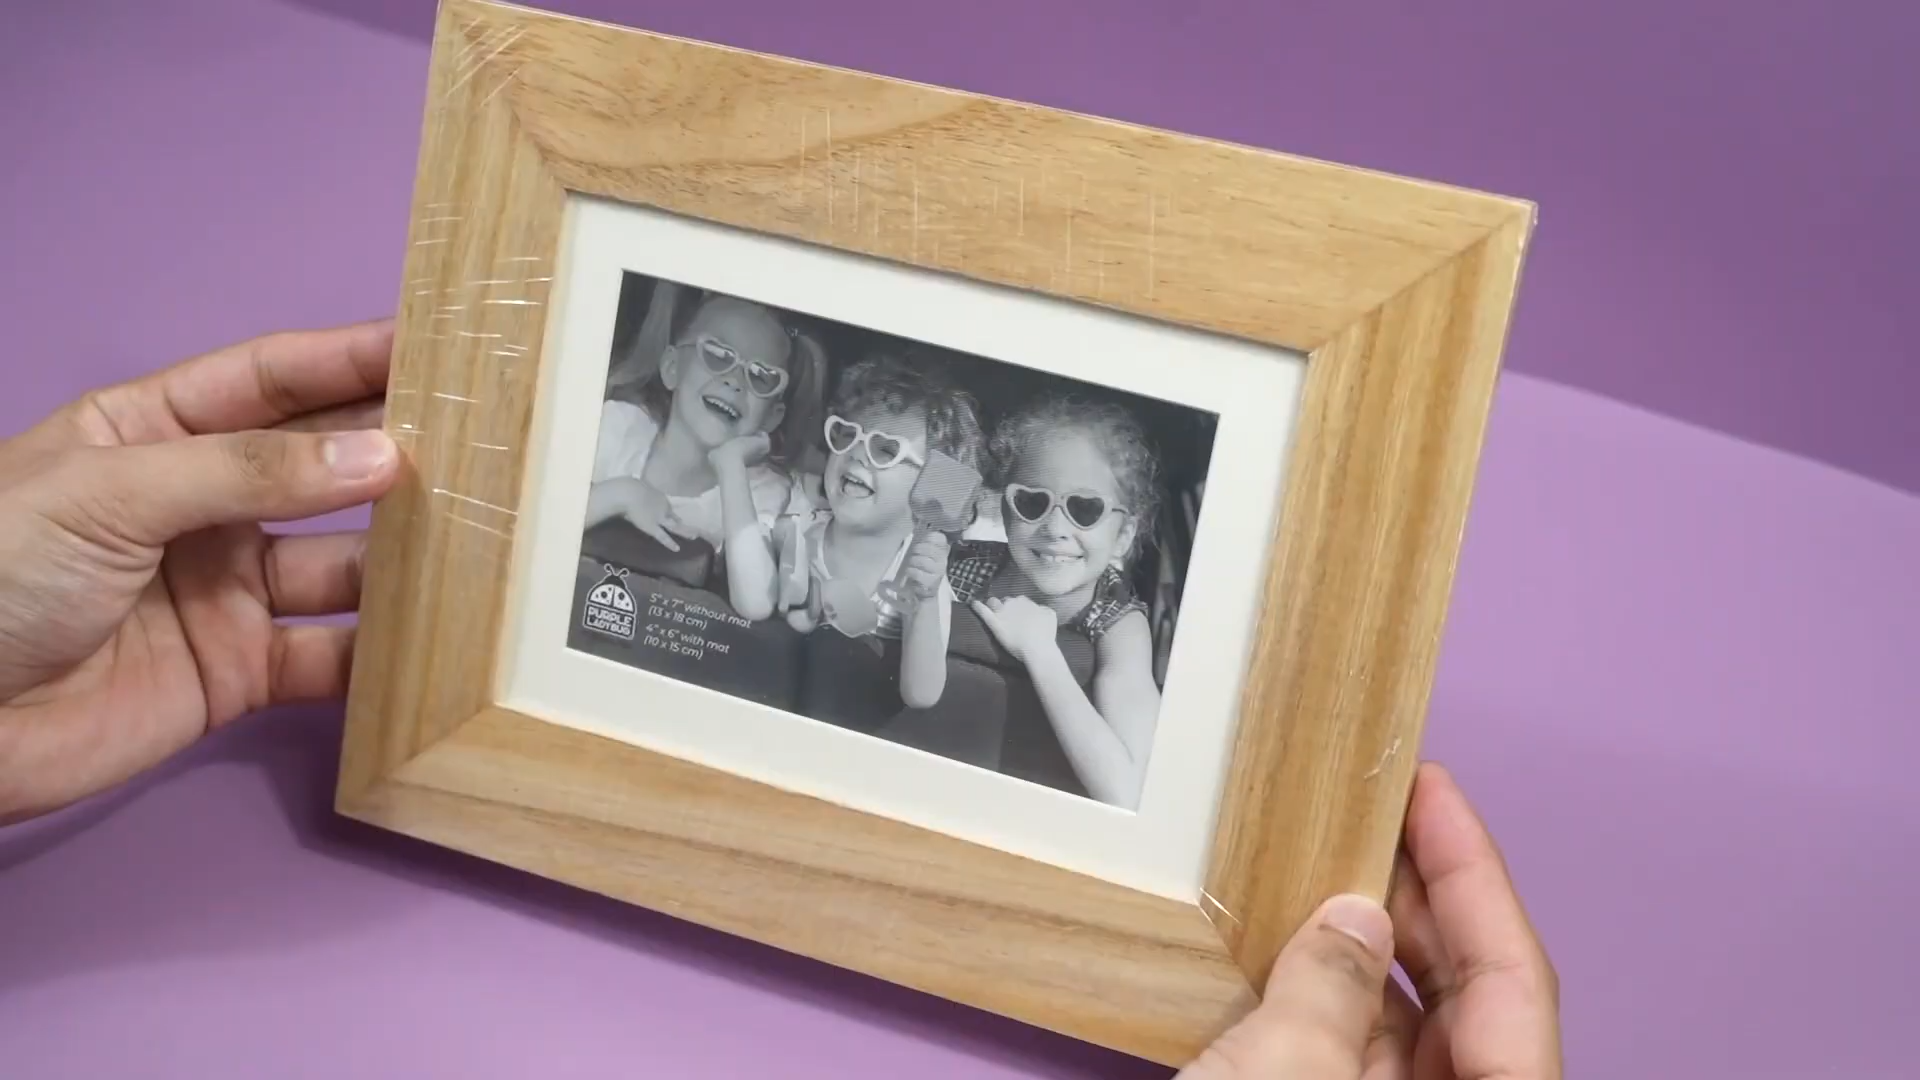 PURPLE
LADYBUG
5" x 7" without mat
(13 x 18 cm)
4" x 6" with mat
(10 x 15 cm)